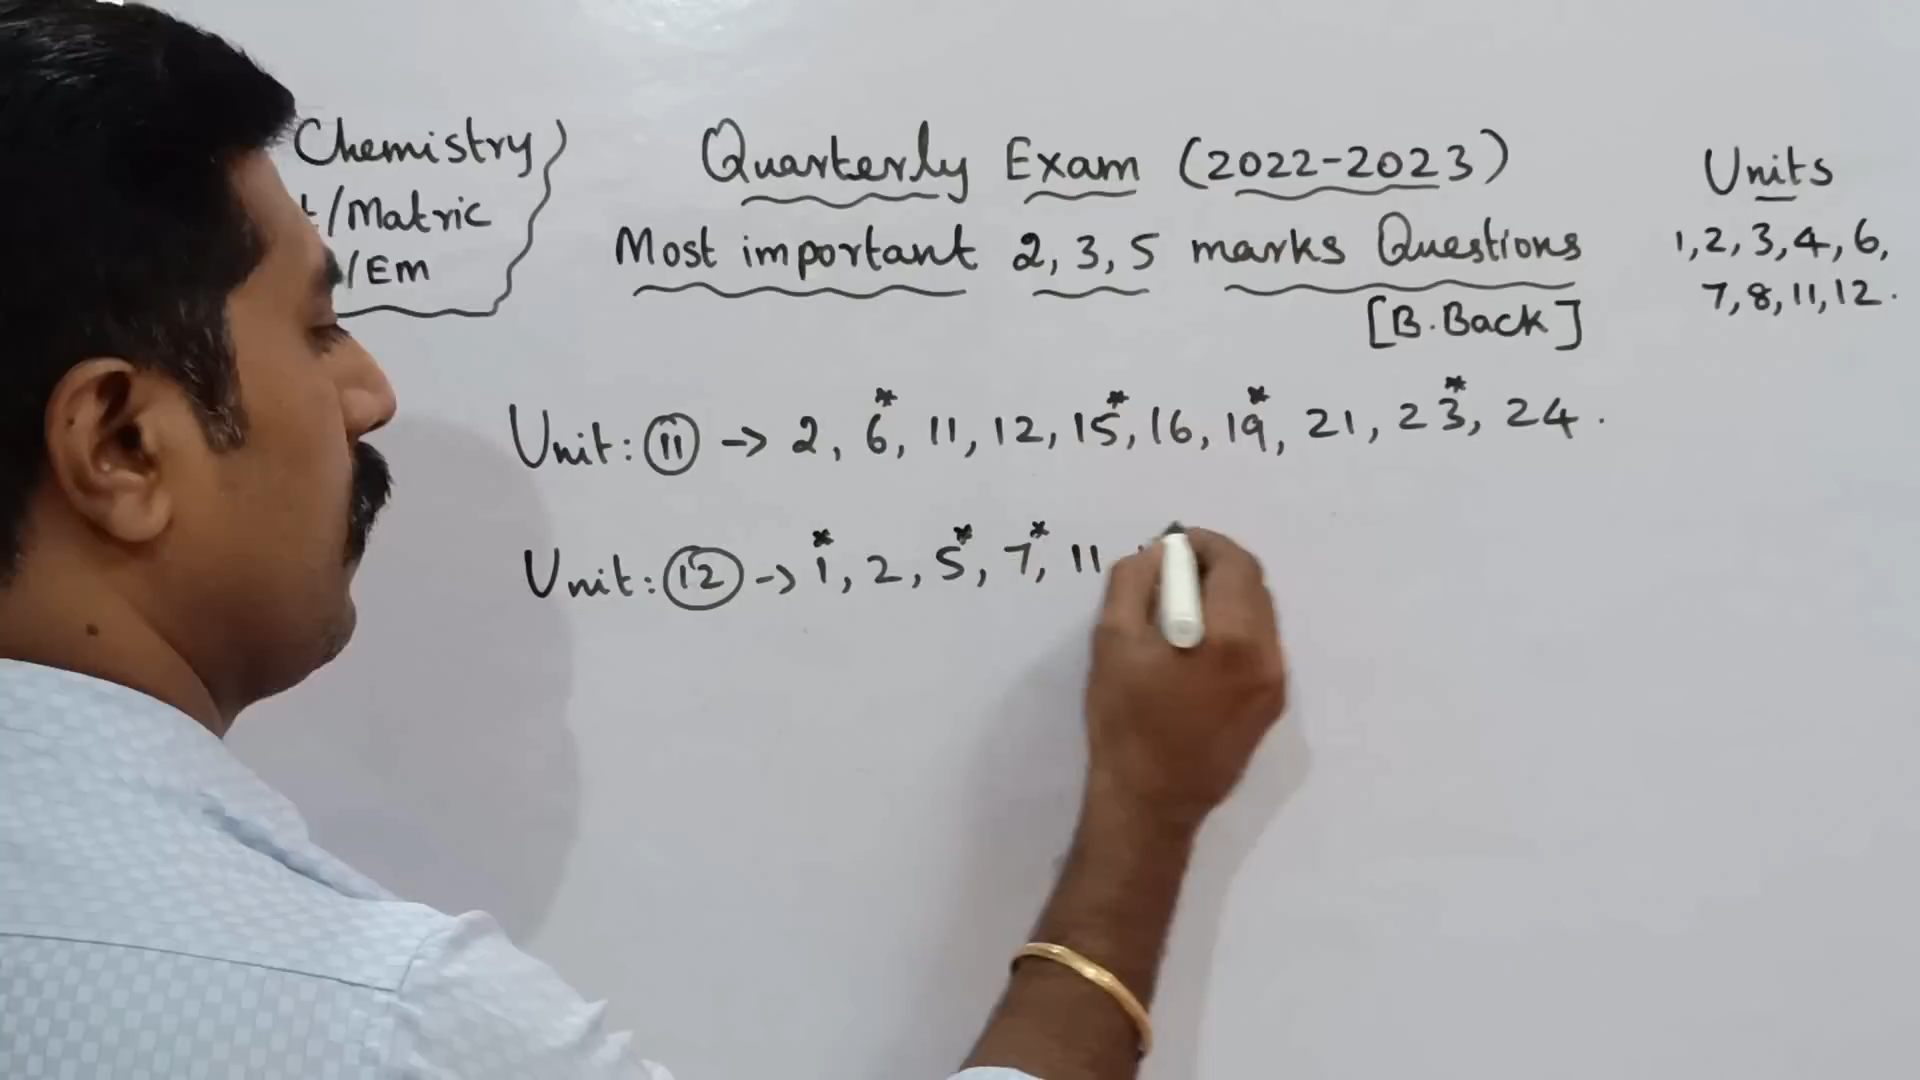 Chemistry
/Matric
/Em
Quarterly Exam (2022-2023)
Most important 2, 3, 5 marks Questions
[B.Back]
Units
1,2,3,4,6,
7,8,11,12.
Unit: 11 -> 2, 6*, 11, 12, 15*, 16, 19*, 21, 23*, 24.
Unit: 12 -> 1*, 2, 5*, 7*, 11